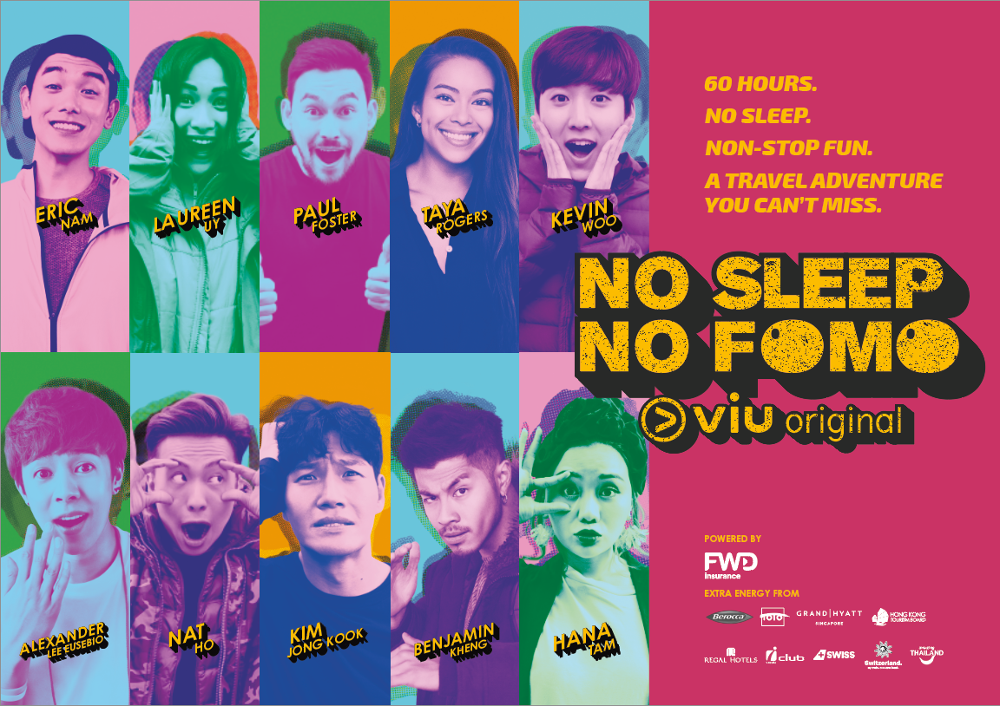 ERIC
NAM
LAUREEN
UY
PAUL
FOSTER
TAYA
ROGERS
KEVIN
WOO
60 HOURS.
NO SLEEP.
NON-STOP FUN.
A TRAVEL ADVENTURE
YOU CAN'T MISS.
NO SLEEP
NO FOMO
viu original
ALEXANDER
LEE EUSEBIO
NAT
HO
KIM
JONG KOOK
BENJAMIN
KHENG
HANA
TAM
POWERED BY
FWD
insurance
EXTRA ENERGY FROM
Berocca
TOTO
GRAND | HYATT
SINGAPORE
HONG KONG
TOURISM BOARD
REGAL HOTELS
iclub
SWISS
Switzerland.
THAILAND